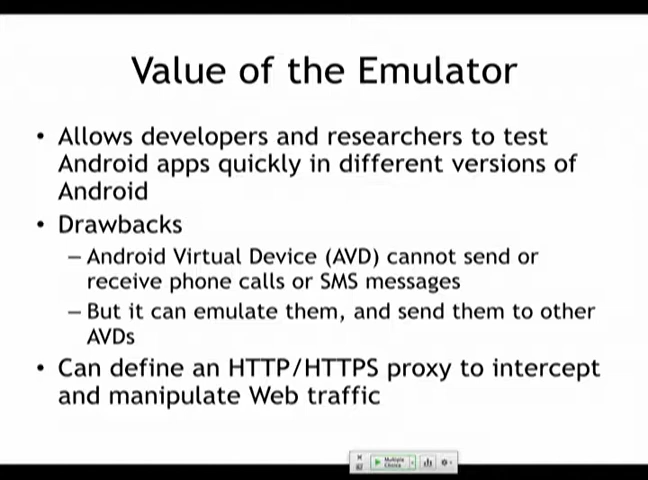 Value of the Emulator
• Allows developers and researchers to test
Android apps quickly in different versions of
Android
• Drawbacks
– Android Virtual Device (AVD) cannot send or
receive phone calls or SMS messages
– But it can emulate them, and send them to other
AVDs
• Can define an HTTP/HTTPS proxy to intercept
and manipulate Web traffic
Multiple
Choice